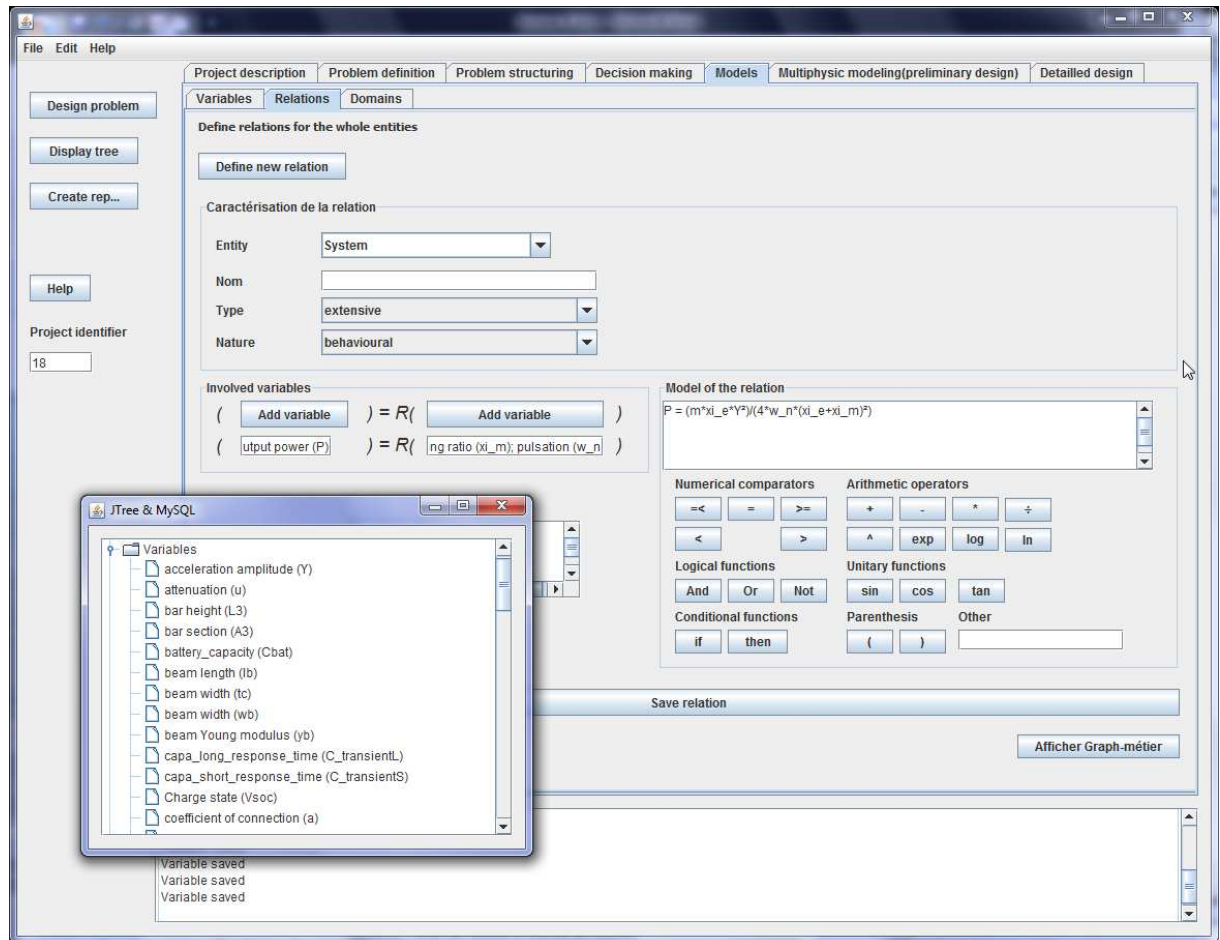 File Edit Help
Project description Problem definition Problem structuring Decision making Models Multiphysic modeling(preliminary design) Detailled design
Design problem
Display tree
Create rep...
Help
Project identifier
18
Variables Relations Domains
Define relations for the whole entities
Define new relation
Caractérisation de la relation
Entity System
Nom
Type extensive
Nature behavioural
Involved variables
( Add variable ) = R( Add variable )
( utput power (P) ) = R( ng ratio (xi_m); pulsation (w_n )
Model of the relation
P = (m*xi_e*Y²)/(4*w_n*(xi_e+xi_m)²)
Numerical comparators Arithmetic operators
=< = >= + - * ÷
< > ^ exp log ln
Logical functions Unitary functions
And Or Not sin cos tan
Conditional functions Parenthesis Other
if then ( )
JTree & MySQL
Variables
acceleration amplitude (Y)
attenuation (u)
bar height (L3)
bar section (A3)
battery_capacity (Cbat)
beam length (lb)
beam width (tc)
beam width (wb)
beam Young modulus (yb)
capa_long_response_time (C_transientL)
capa_short_response_time (C_transientS)
Charge state (Vsoc)
coefficient of connection (a)
Save relation
Afficher Graph-métier
Variable saved
Variable saved
Variable saved